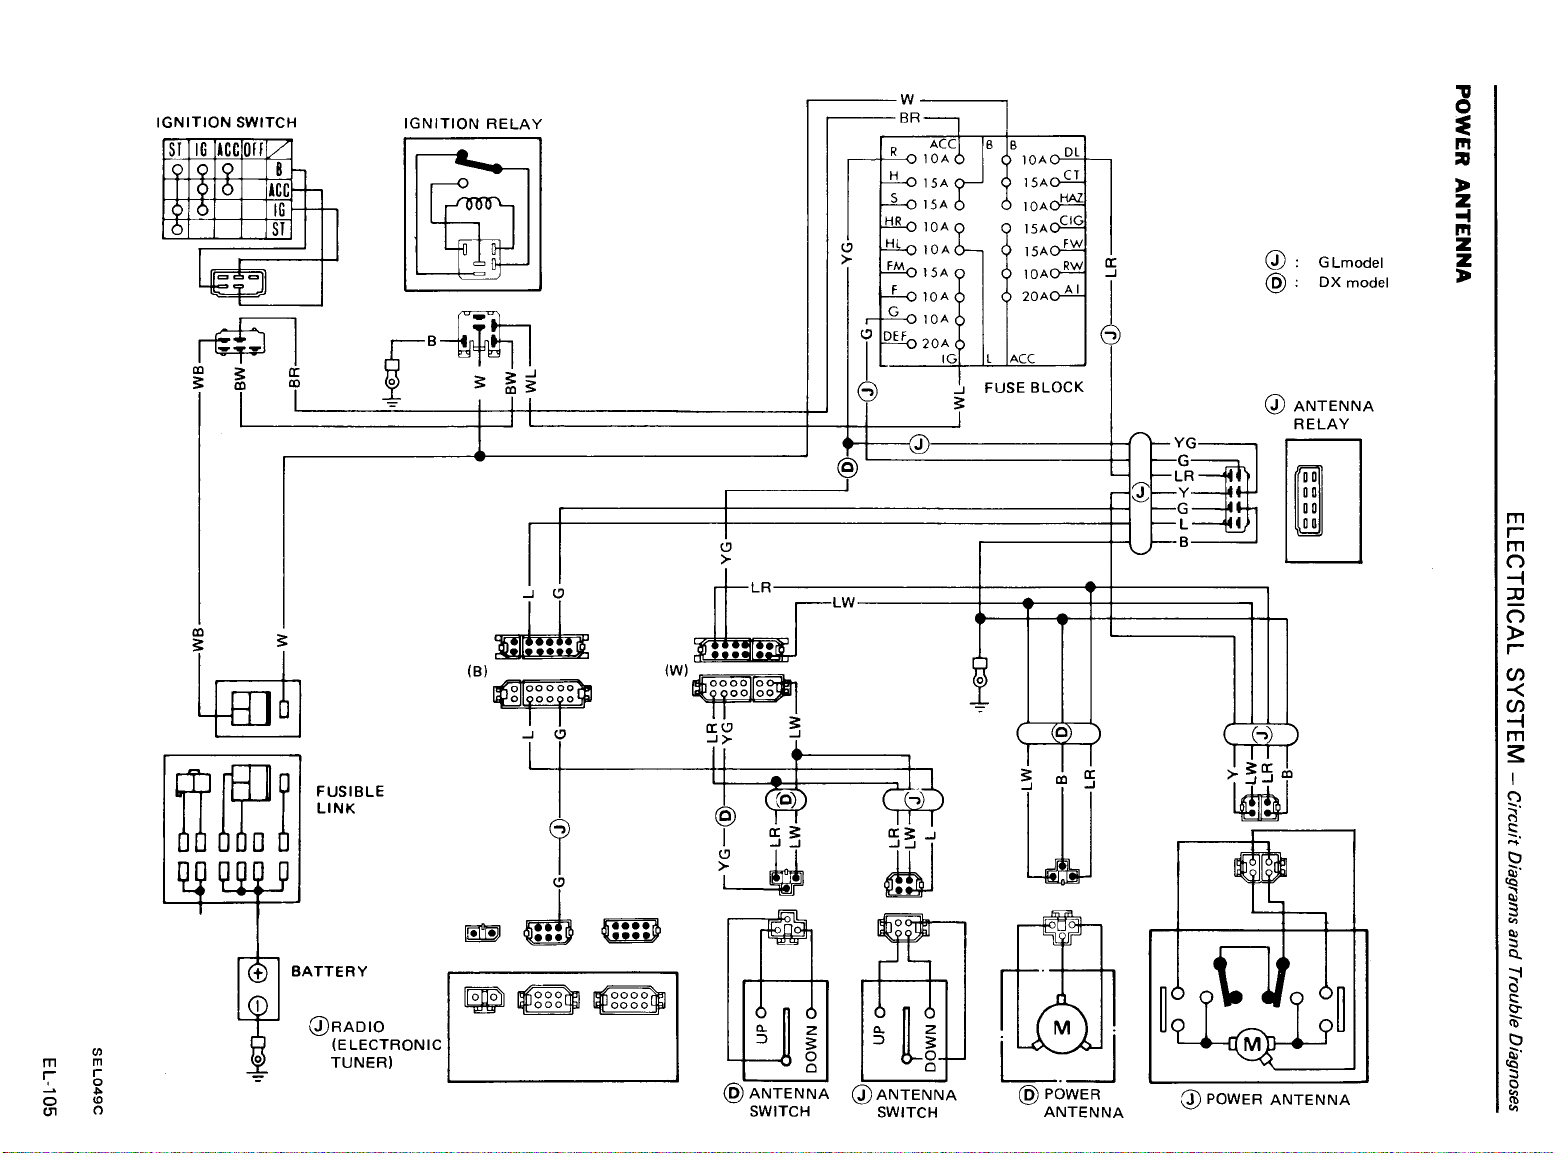 POWER ANTENNA
ELECTRICAL SYSTEM – Circuit Diagrams and Trouble Diagnoses
IGNITION SWITCH
ST IG ACC OFF
B
ACC
IG
ST
IGNITION RELAY
W
BR
ACC
B
B
R 10A
H 15A
S 15A
HR 10A
HL 10A
FM 15A
F 10A
G 10A
DEF 20A
10A DL
15A CT
10A HAZ
15A CIG
15A FW
10A RW
20A AI
IG
L
ACC
FUSE BLOCK
YG
G
J
WL
LR
J
J : GLmodel
D : DX model
J ANTENNA
RELAY
WB
BW
BR
B
W
BW
WL
J
D
YG
G
LR
Y
G
L
B
J
WB
W
L
G
YG
LR
LW
(B)
(W)
L
G
LR
YG
LW
D
J
D
J
J
D
G
YG
LR
LW
LR
LW
L
LW
B
LR
Y
LW
LR
B
FUSIBLE
LINK
BATTERY
J RADIO
(ELECTRONIC
TUNER)
UP
DOWN
UP
DOWN
M
M
D ANTENNA
SWITCH
J ANTENNA
SWITCH
D POWER
ANTENNA
J POWER ANTENNA
SEL049C
EL-105